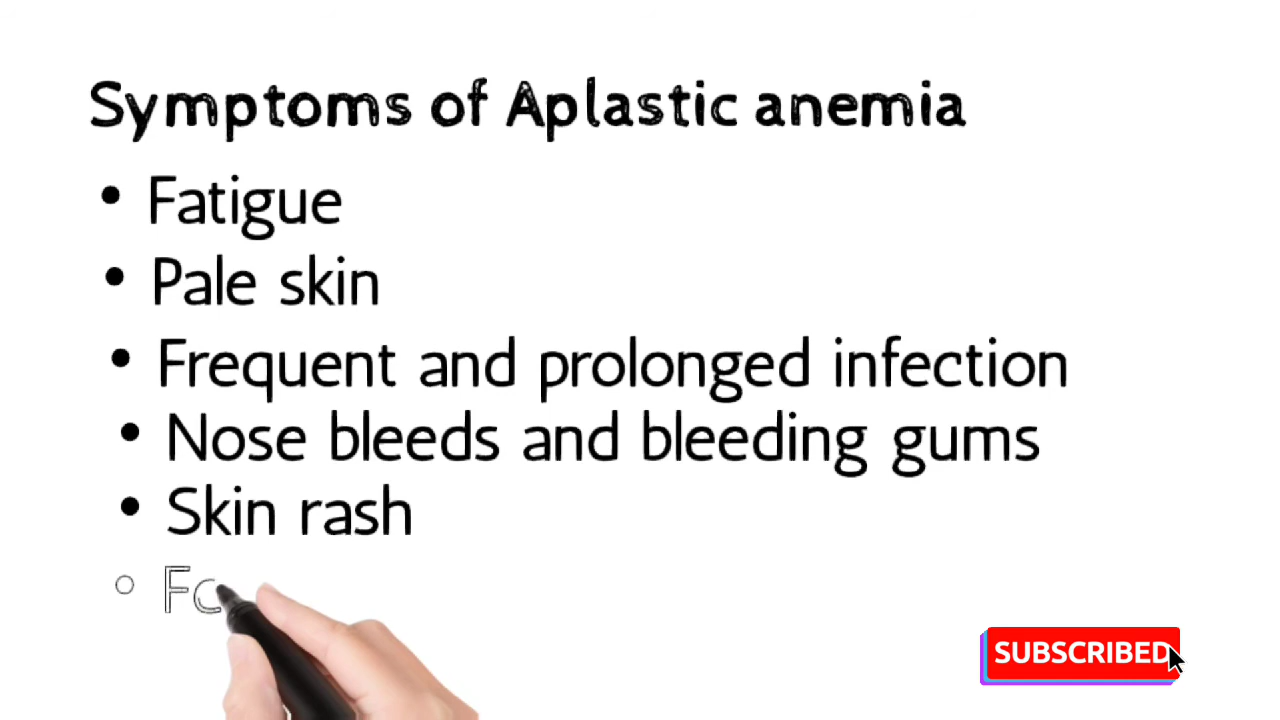 Symptoms of Aplastic anemia
• Fatigue
• Pale skin
• Frequent and prolonged infection
• Nose bleeds and bleeding gums
• Skin rash
SUBSCRIBED